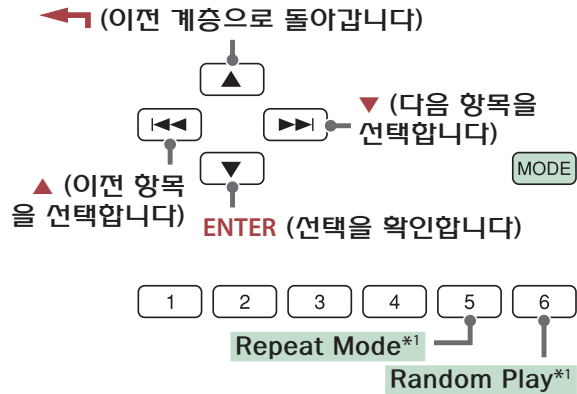 (이전 계층으로 돌아갑니다)
▲
▼ (다음 항목을
선택합니다)
▼
MODE
▲ (이전 항목
을 선택합니다)
ENTER (선택을 확인합니다)
1 2 3 4 5 6
Repeat Mode*1
Random Play*1